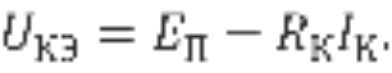 U_КЭ = E_П − R_К I_К.